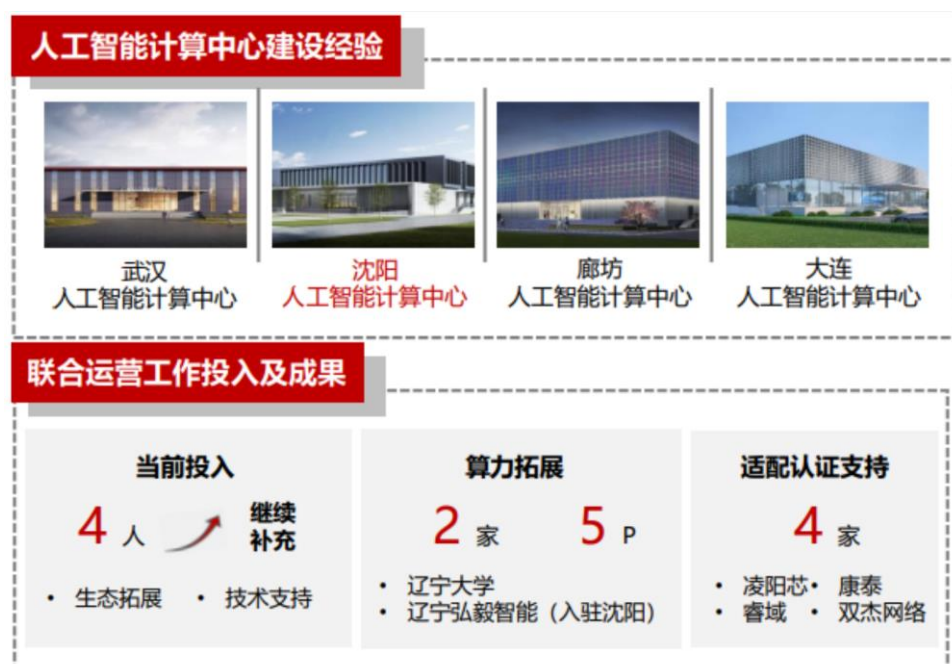 人工智能计算中心建设经验
武汉
人工智能计算中心
沈阳
人工智能计算中心
廊坊
人工智能计算中心
大连
人工智能计算中心
联合运营工作投入及成果
当前投入
4 人
继续
补充
• 生态拓展 • 技术支持
算力拓展
2 家 5 P
• 辽宁大学
• 辽宁弘毅智能（入驻沈阳）
适配认证支持
4 家
• 凌阳芯 • 康泰
• 睿域 • 双杰网络